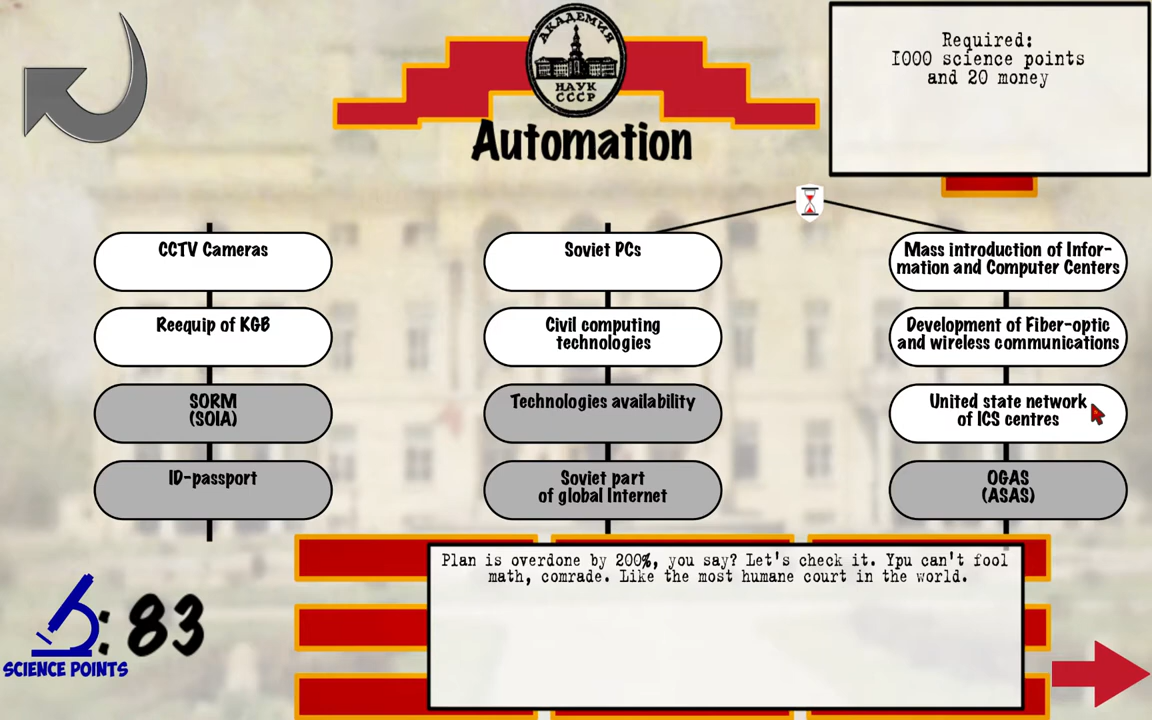 АКАДЕМИЯ
НАУК
СССР
Automation
Required:
1000 science points
and 20 money
CCTV Cameras
Reequip of KGB
SORM
(SOIA)
ID-passport
Soviet PCs
Civil computing
technologies
Technologies availability
Soviet part
of global Internet
Mass introduction of Infor-
mation and Computer Centers
Development of Fiber-optic
and wireless communications
United state network
of ICS centres
OGAS
(ASAS)
Plan is overdone by 200%, you say? Let's check it. Ypu can't fool
math, comrade. Like the most humane court in the world.
: 83
SCIENCE POINTS